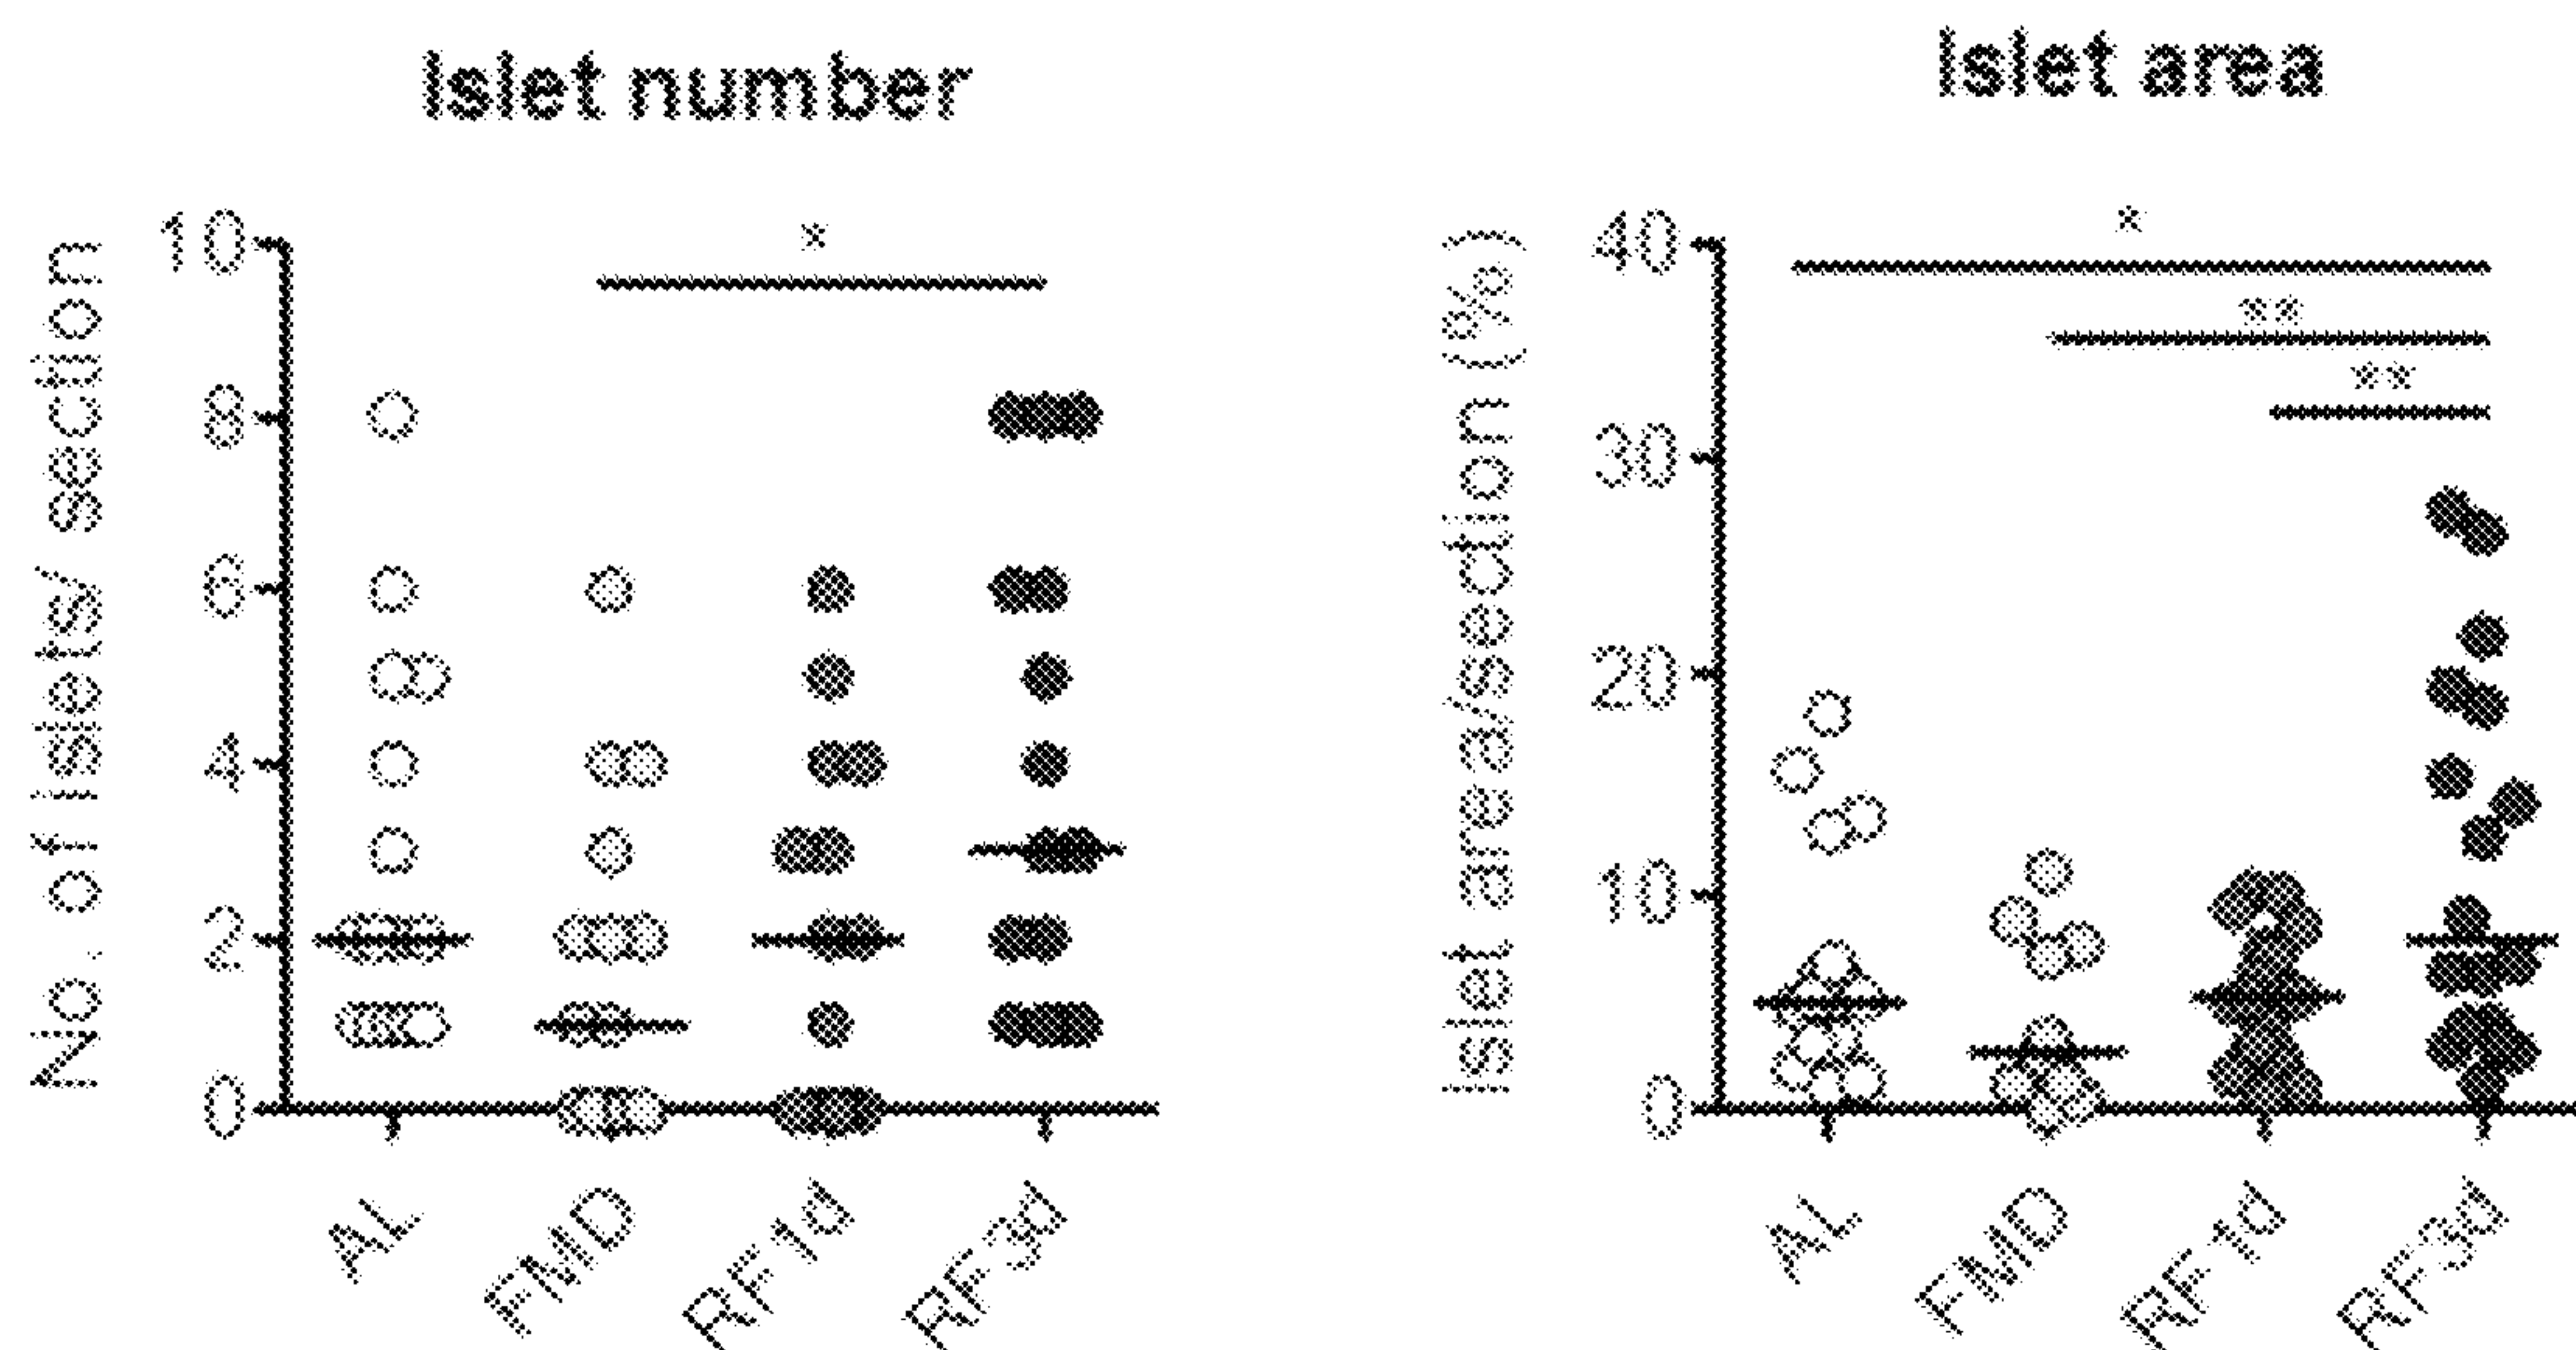 Islet number
No. of islets/ section
10
8
6
4
2
0
*
AL
FMD
RF1d
RF3d
Islet area
Islet area/section (%)
40
30
20
10
0
*
**
**
AL
FMD
RF1d
RF3d